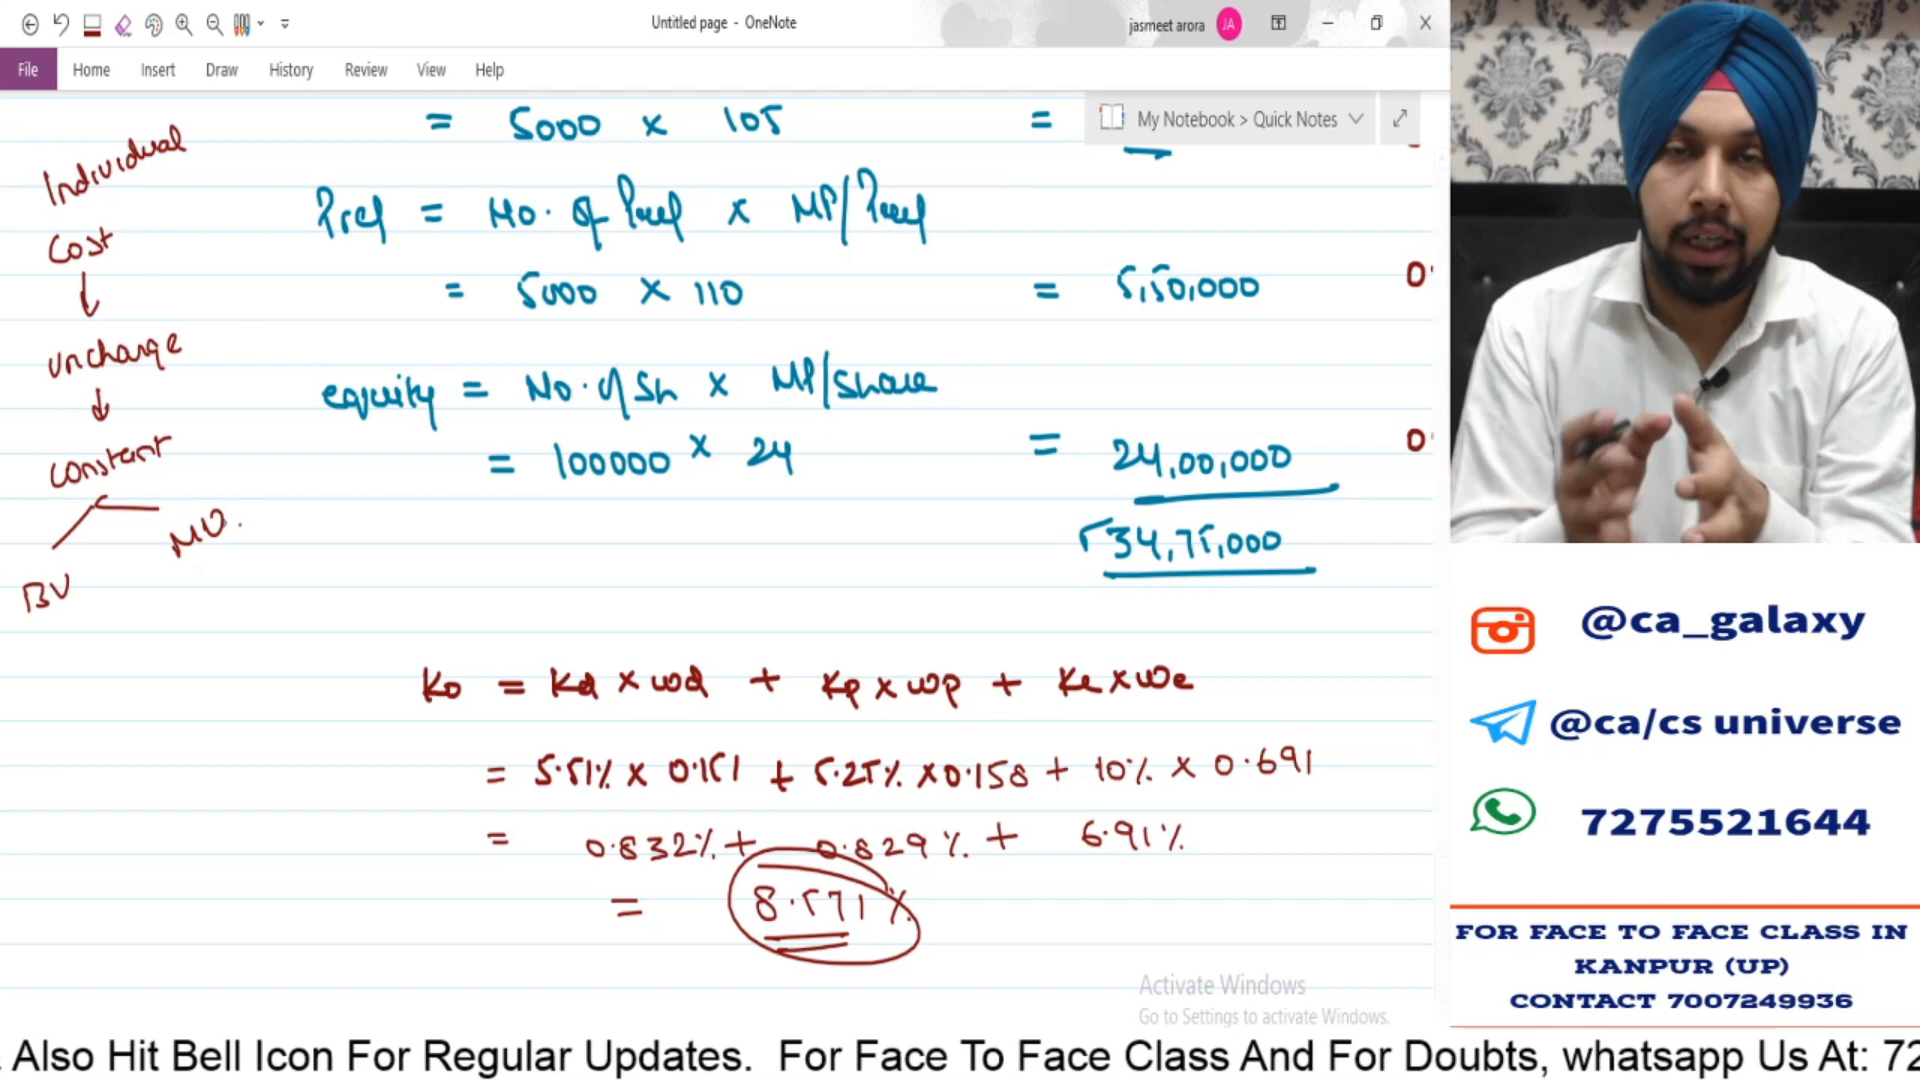 Untitled page - OneNote
jasmeet arora
JA
File Home Insert Draw History Review View Help
My Notebook > Quick Notes
= 5000 x 105 =
Individual
Cost
unchange
constant
BV
MV.
Pref = No. of Pref x MP/Pref
= 5000 x 110 = 5,50,000
0.
equity = No. of Sh x MP/Share
= 100000 x 24 = 24,00,000
0.
34,75,000
Ko = Kd x wd + Kp x wp + Ke x we
= 5.51% x 0.151 + 5.25% x 0.158 + 10% x 0.691
= 0.832% + 0.829% + 6.91%
= 8.571%
Activate Windows
Go to Settings to activate Windows.
@ca_galaxy
@ca/cs universe
7275521644
FOR FACE TO FACE CLASS IN
KANPUR (UP)
CONTACT 7007249936
Also Hit Bell Icon For Regular Updates. For Face To Face Class And For Doubts, whatsapp Us At: 72